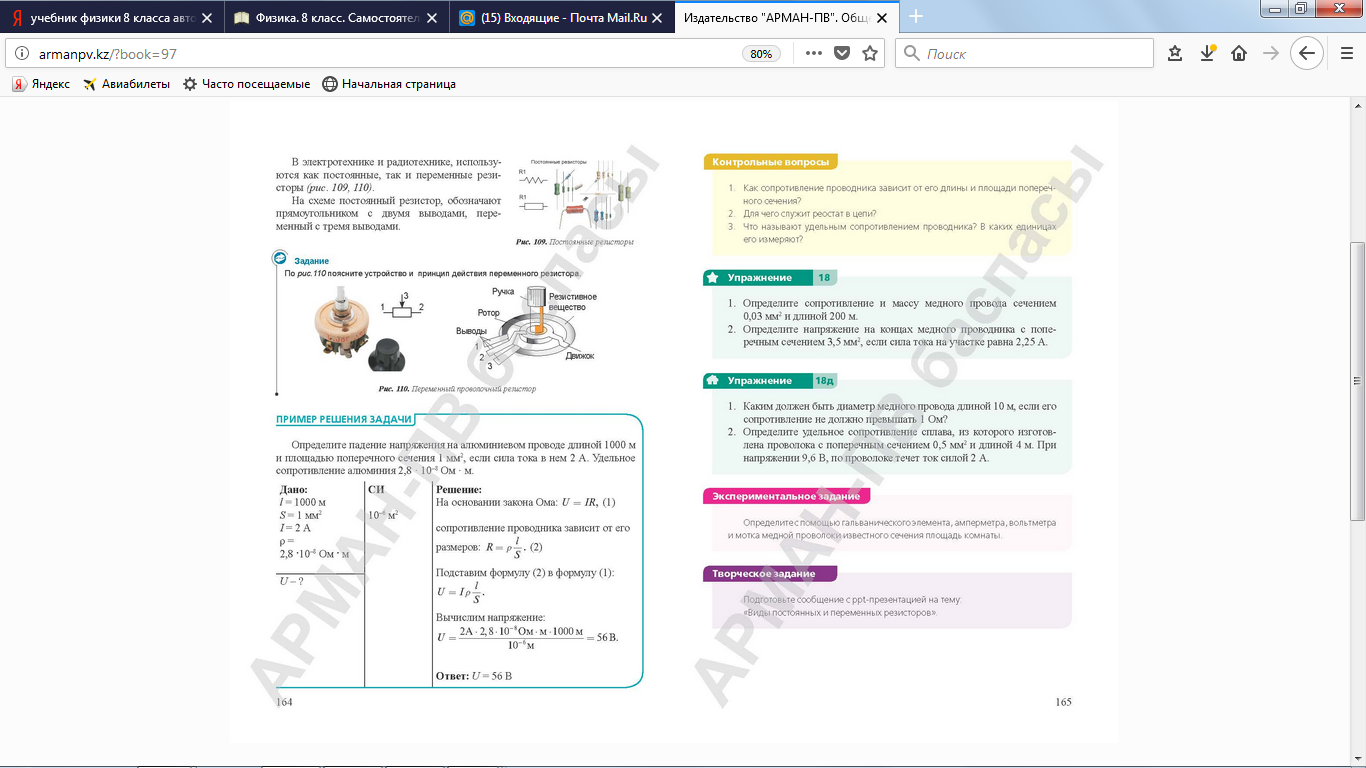 учебник физики 8 класса авто
Физика. 8 класс. Самостоятел
(15) Входящие - Почта Mail.Ru
Издательство "АРМАН-ПВ". Общ
armanpv.kz/?book=97
80%
Поиск
Яндекс
Авиабилеты
Часто посещаемые
Начальная страница
В электротехнике и радиотехнике, использу-
ются как постоянные, так и переменные рези-
сторы (рис. 109, 110).
На схеме постоянный резистор, обозначают
прямоугольником с двумя выводами, пере-
менный с тремя выводами.
Постоянные резисторы
R1
R1
Рис. 109. Постоянные резисторы
Задание
По рис.110 поясните устройство и принцип действия переменного резистора.
1
3
2
Ручка
Резистивное
вещество
Ротор
Выводы
1
2
3
Движок
Рис. 110. Переменный проволочный резистор
ПРИМЕР РЕШЕНИЯ ЗАДАЧИ
Определите падение напряжения на алюминиевом проводе длиной 1000 м
и площадью поперечного сечения 1 мм², если сила тока в нем 2 А. Удельное
сопротивление алюминия 2,8 · 10⁻⁸ Ом · м.
Дано:
l = 1000 м
S = 1 мм²
I = 2 А
ρ =
2,8 ·10⁻⁸ Ом · м
U – ?
СИ
10⁻⁶ м²
Решение:
На основании закона Ома: U = IR, (1)
сопротивление проводника зависит от его
размеров: R = ρ l/S . (2)
Подставим формулу (2) в формулу (1):
U = Iρ l/S.
Вычислим напряжение:
U = 2А · 2,8 · 10⁻⁸ Ом · м · 1000 м / 10⁻⁶ м = 56 В.
Ответ: U = 56 В
164
АРМАН-ПВ баспасы
Контрольные вопросы
1. Как сопротивление проводника зависит от его длины и площади попереч-
ного сечения?
2. Для чего служит реостат в цепи?
3. Что называют удельным сопротивлением проводника? В каких единицах
его измеряют?
Упражнение 18
1. Определите сопротивление и массу медного провода сечением
0,03 мм² и длиной 200 м.
2. Определите напряжение на концах медного проводника с попе-
речным сечением 3,5 мм², если сила тока на участке равна 2,25 А.
Упражнение 18д
1. Каким должен быть диаметр медного провода длиной 10 м, если его
сопротивление не должно превышать 1 Ом?
2. Определите удельное сопротивление сплава, из которого изготов-
лена проволока с поперечным сечением 0,5 мм² и длиной 4 м. При
напряжении 9,6 В, по проволоке течет ток силой 2 А.
Экспериментальное задание
Определите с помощью гальванического элемента, амперметра, вольтметра
и мотка медной проволоки известного сечения площадь комнаты.
Творческое задание
Подготовьте сообщение с ppt-презентацией на тему:
«Виды постоянных и переменных резисторов».
165
АРМАН-ПВ баспасы